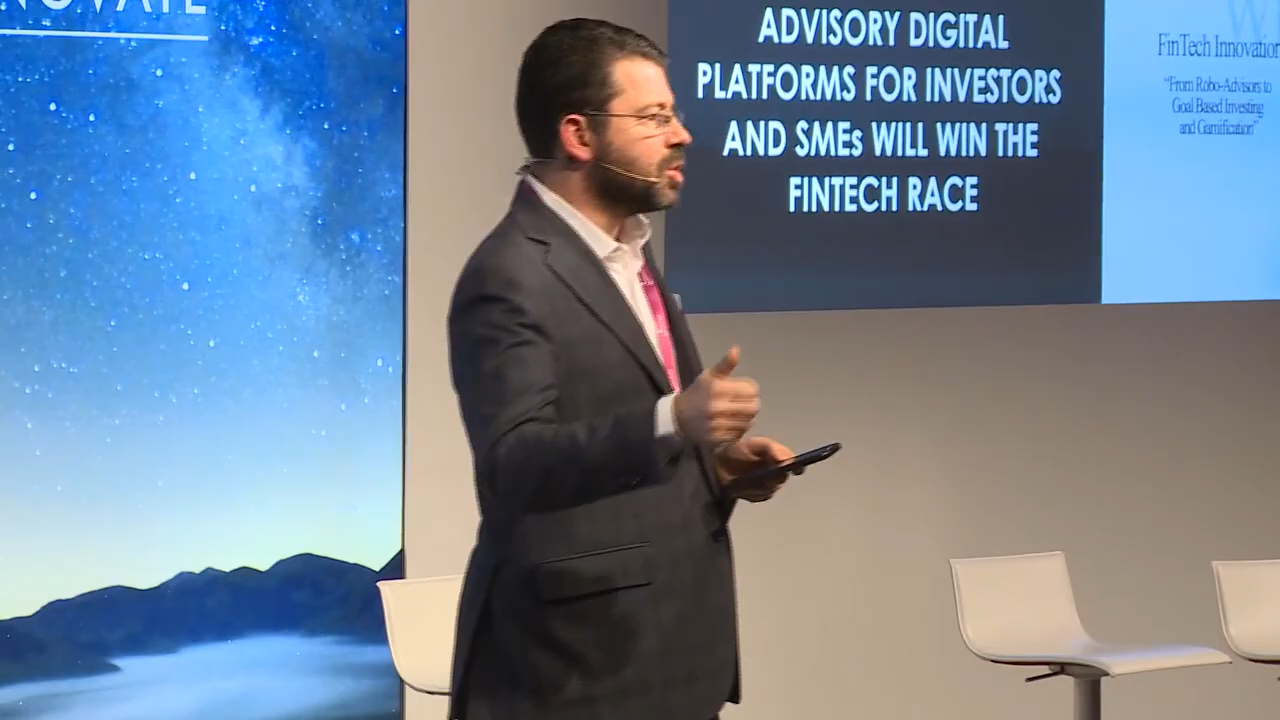 ADVISORY DIGITAL
PLATFORMS FOR INVESTORS
AND SMEs WILL WIN THE
FINTECH RACE
FinTech Innovation
"From Robo-Advisors to
Goal Based Investing
and Gamification"